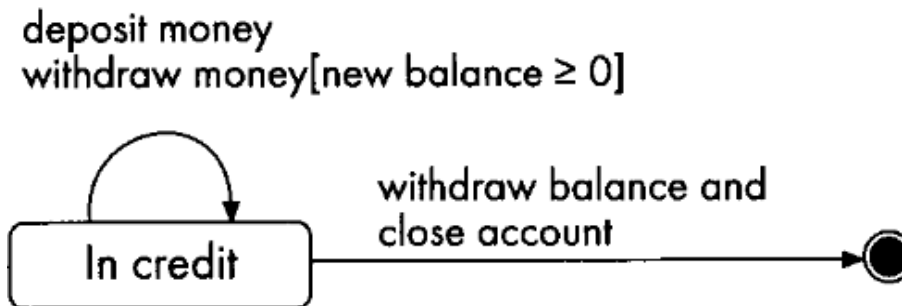 deposit money
withdraw money[new balance ≥ 0]
withdraw balance and
close account
In credit